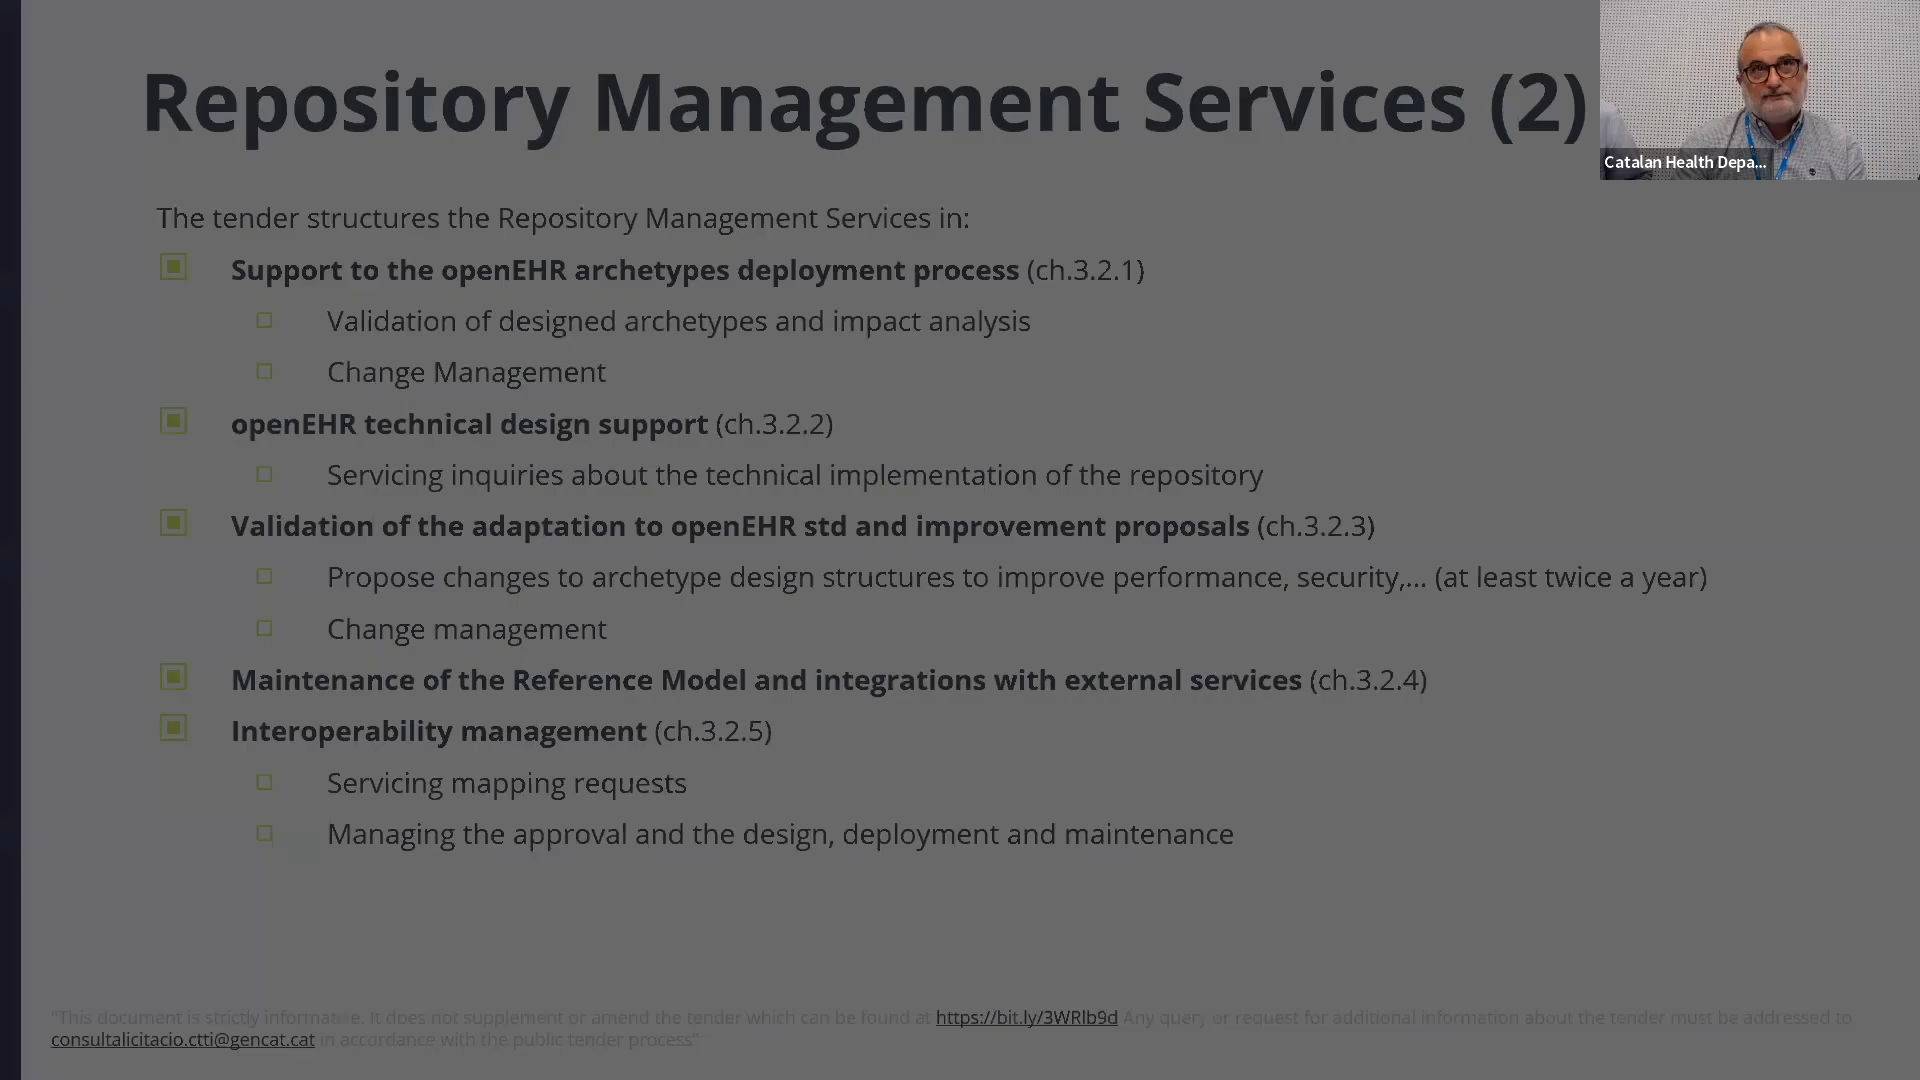 Repository Management Services (2)
Catalan Health Depa...
The tender structures the Repository Management Services in:
Support to the openEHR archetypes deployment process (ch.3.2.1)
Validation of designed archetypes and impact analysis
Change Management
openEHR technical design support (ch.3.2.2)
Servicing inquiries about the technical implementation of the repository
Validation of the adaptation to openEHR std and improvement proposals (ch.3.2.3)
Propose changes to archetype design structures to improve performance, security,... (at least twice a year)
Change management
Maintenance of the Reference Model and integrations with external services (ch.3.2.4)
Interoperability management (ch.3.2.5)
Servicing mapping requests
Managing the approval and the design, deployment and maintenance
"This document is strictly informative. It does not supplement or amend the tender which can be found at https://bit.ly/3WRlb9d Any query or request for additional information about the tender must be addressed to
consultalicitacio.ctti@gencat.cat in accordance with the public tender process"